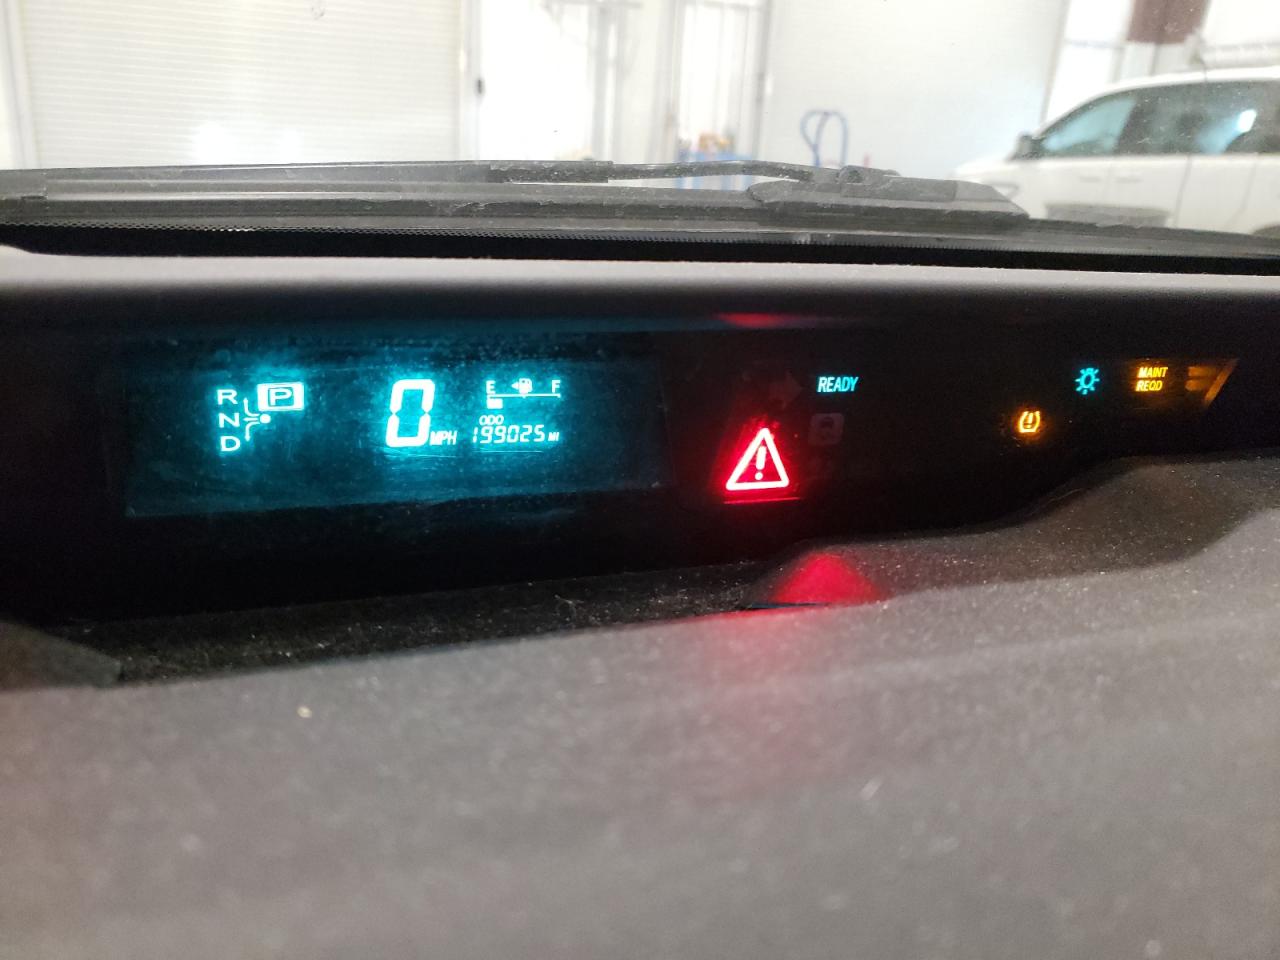 R P
N
D
0 MPH
E F
ODO
199025 MI
READY
MAINT
REQD